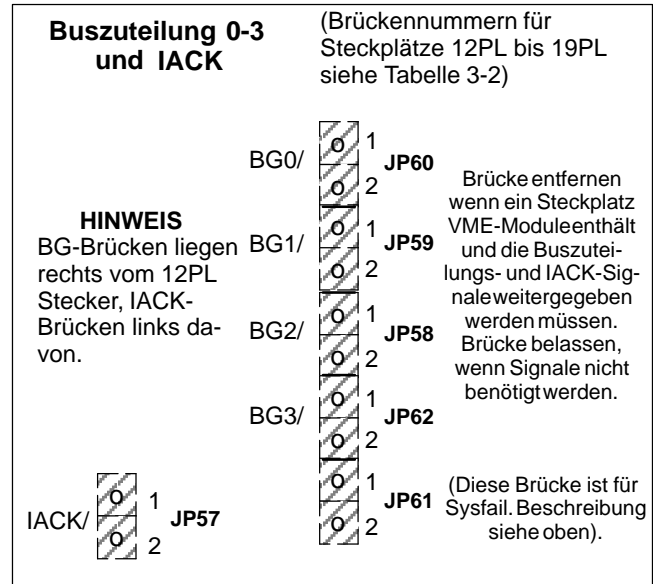 Buszuteilung 0-3
und IACK
(Brückennummern für
Steckplätze 12PL bis 19PL
siehe Tabelle 3-2)
HINWEIS
BG-Brücken liegen
rechts vom 12PL
Stecker, IACK-
Brücken links da-
von.
BG0/
o 1
o 2
JP60
BG1/
o 1
o 2
JP59
BG2/
o 1
o 2
JP58
BG3/
o 1
o 2
JP62
o 1
o 2
JP61
Brücke entfernen
wenn ein Steckplatz
VME-Module enthält
und die Buszutei-
lungs- und IACK-Sig-
nale weitergegeben
werden müssen.
Brücke belassen,
wenn Signale nicht
benötigt werden.
(Diese Brücke ist für
Sysfail. Beschreibung
siehe oben).
IACK/
o 1
o 2
JP57